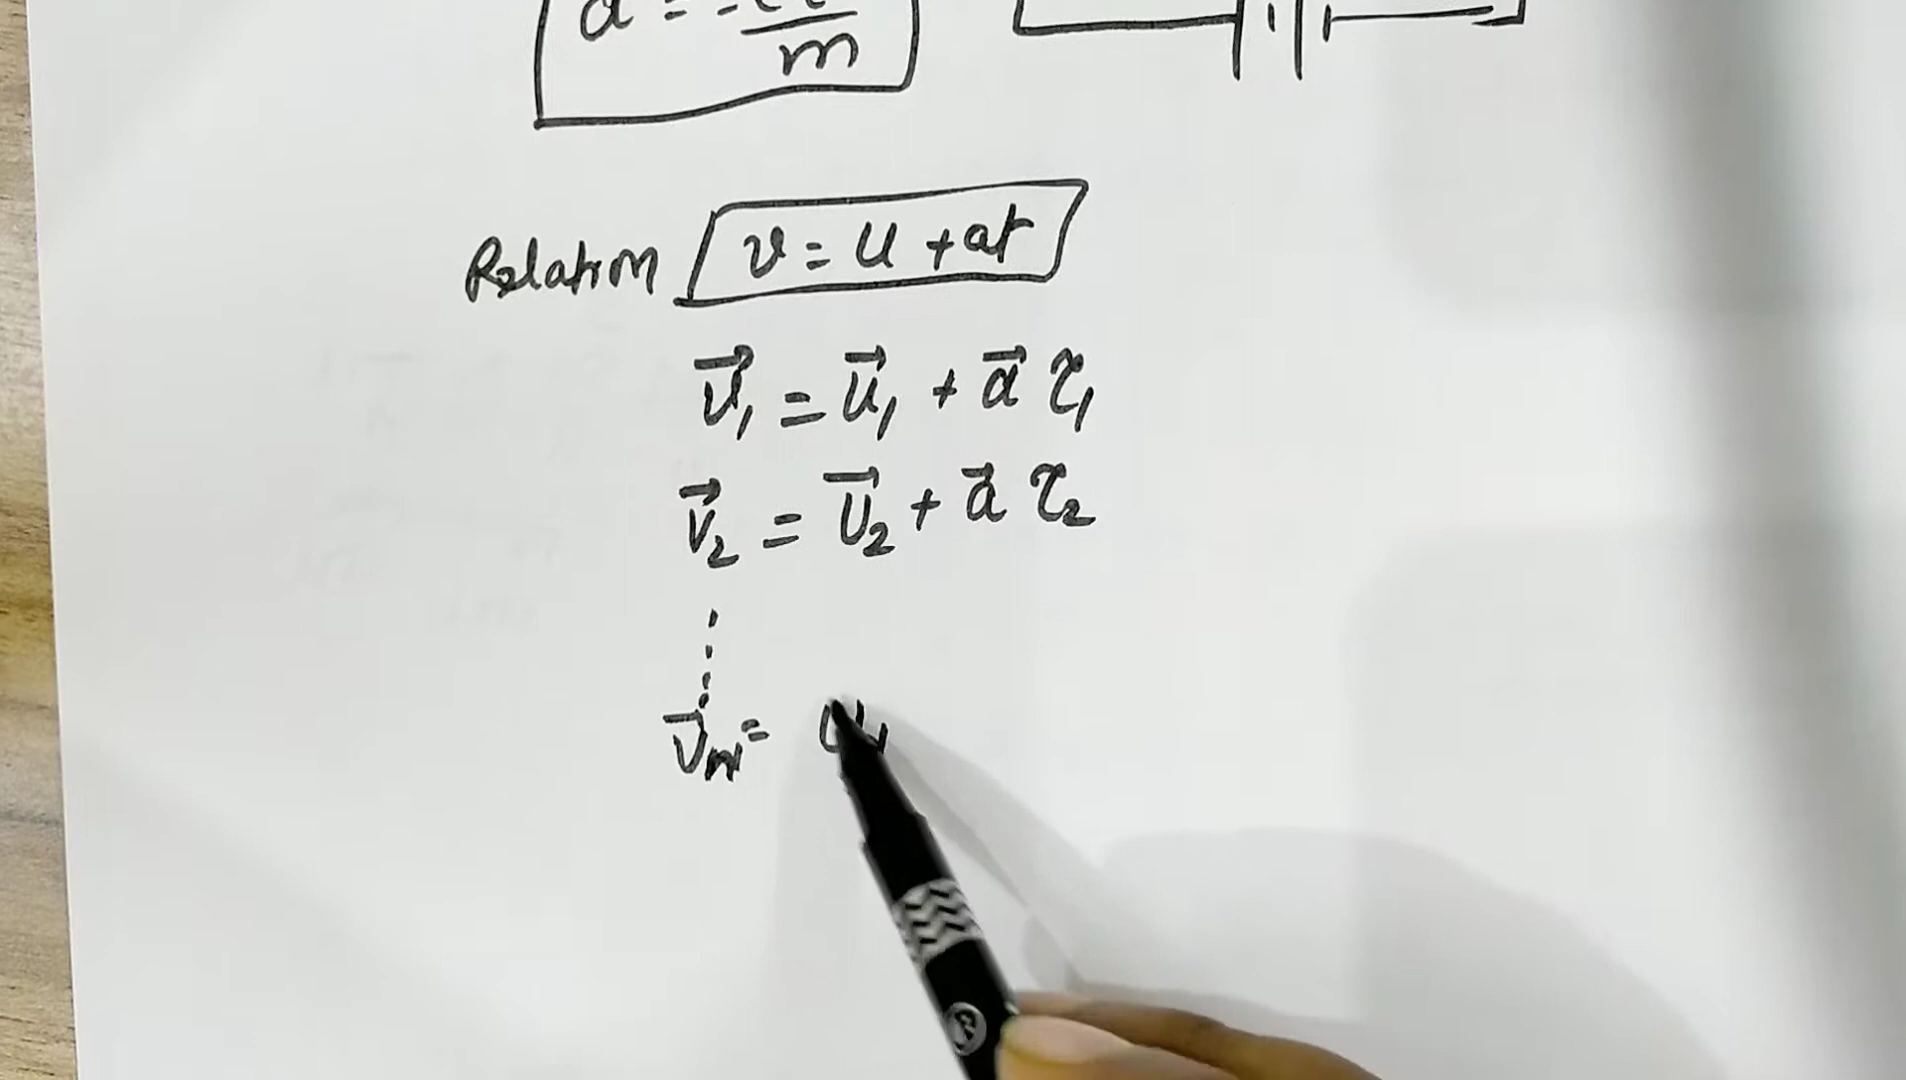 a = -
m
Relation v = u + at
v⃗₁ = u⃗₁ + a⃗ τ₁
v⃗₂ = u⃗₂ + a⃗ τ₂
v⃗ₙ = u